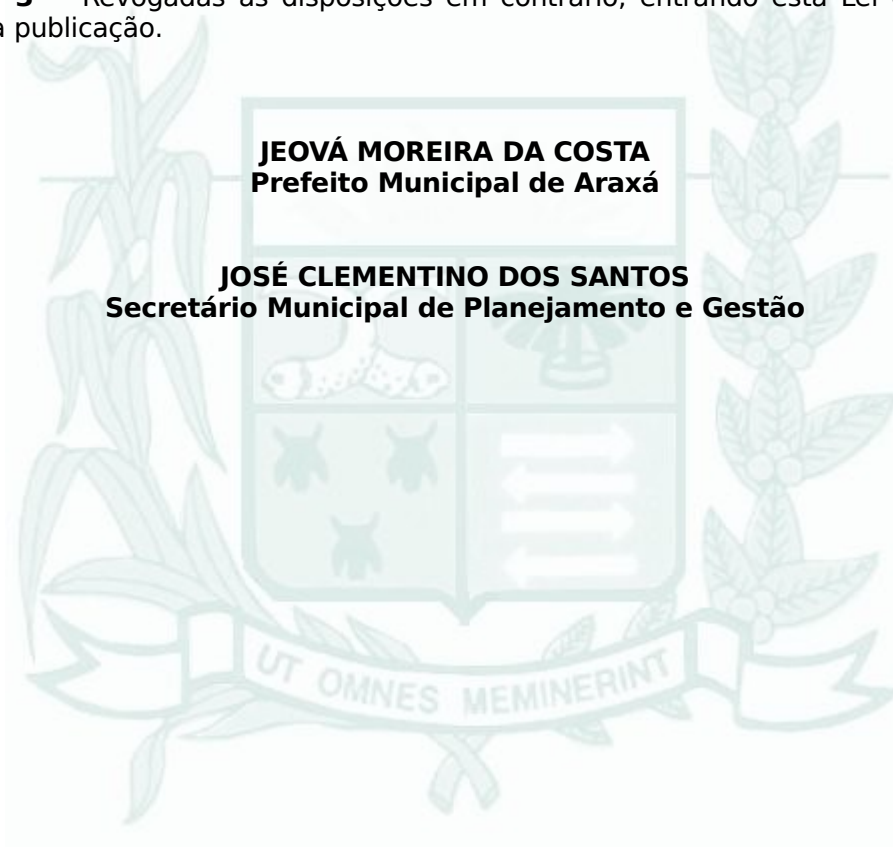 Revogadas as disposições em contrário, entrando esta Lei
a publicação.
JEOVÁ MOREIRA DA COSTA
Prefeito Municipal de Araxá
JOSÉ CLEMENTINO DOS SANTOS
Secretário Municipal de Planejamento e Gestão
UT OMNES MEMINERINT